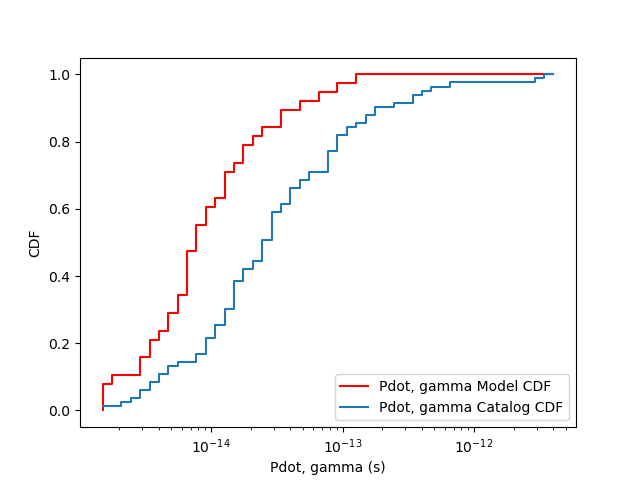 1.0
0.8
0.6
0.4
0.2
0.0
CDF
10⁻¹⁴
10⁻¹³
10⁻¹²
Pdot, gamma (s)
Pdot, gamma Model CDF
Pdot, gamma Catalog CDF